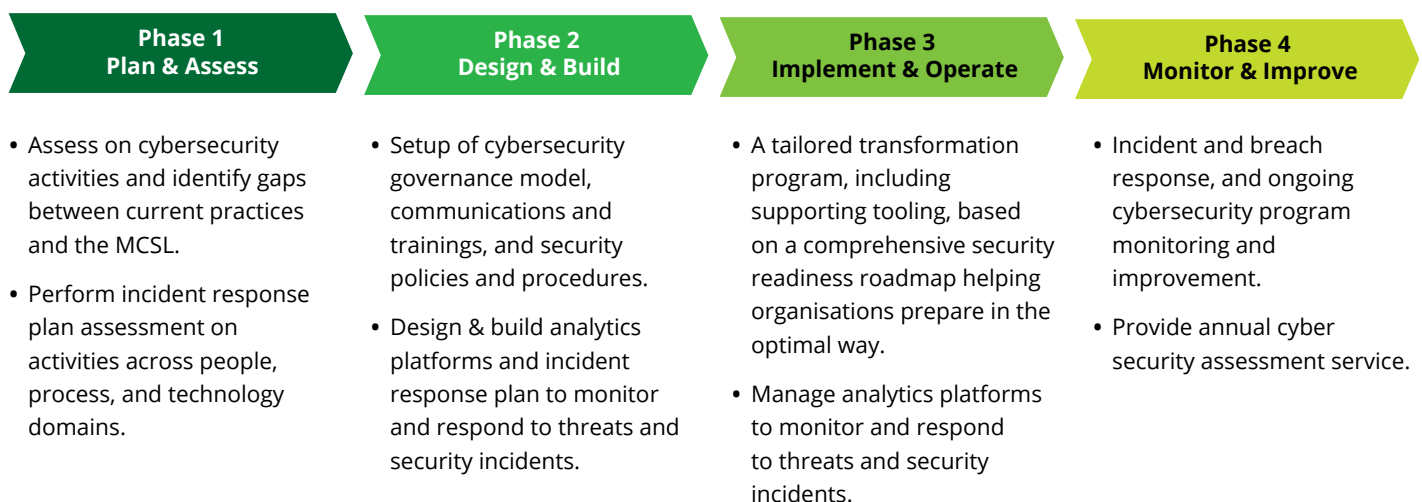 Phase 1
Plan & Assess
• Assess on cybersecurity
activities and identify gaps
between current practices
and the MCSL.
• Perform incident response
plan assessment on
activities across people,
process, and technology
domains.
Phase 2
Design & Build
• Setup of cybersecurity
governance model,
communications and
trainings, and security
policies and procedures.
• Design & build analytics
platforms and incident
response plan to monitor
and respond to threats and
security incidents.
Phase 3
Implement & Operate
• A tailored transformation
program, including
supporting tooling, based
on a comprehensive security
readiness roadmap helping
organisations prepare in the
optimal way.
• Manage analytics platforms
to monitor and respond
to threats and security
incidents.
Phase 4
Monitor & Improve
• Incident and breach
response, and ongoing
cybersecurity program
monitoring and
improvement.
• Provide annual cyber
security assessment service.